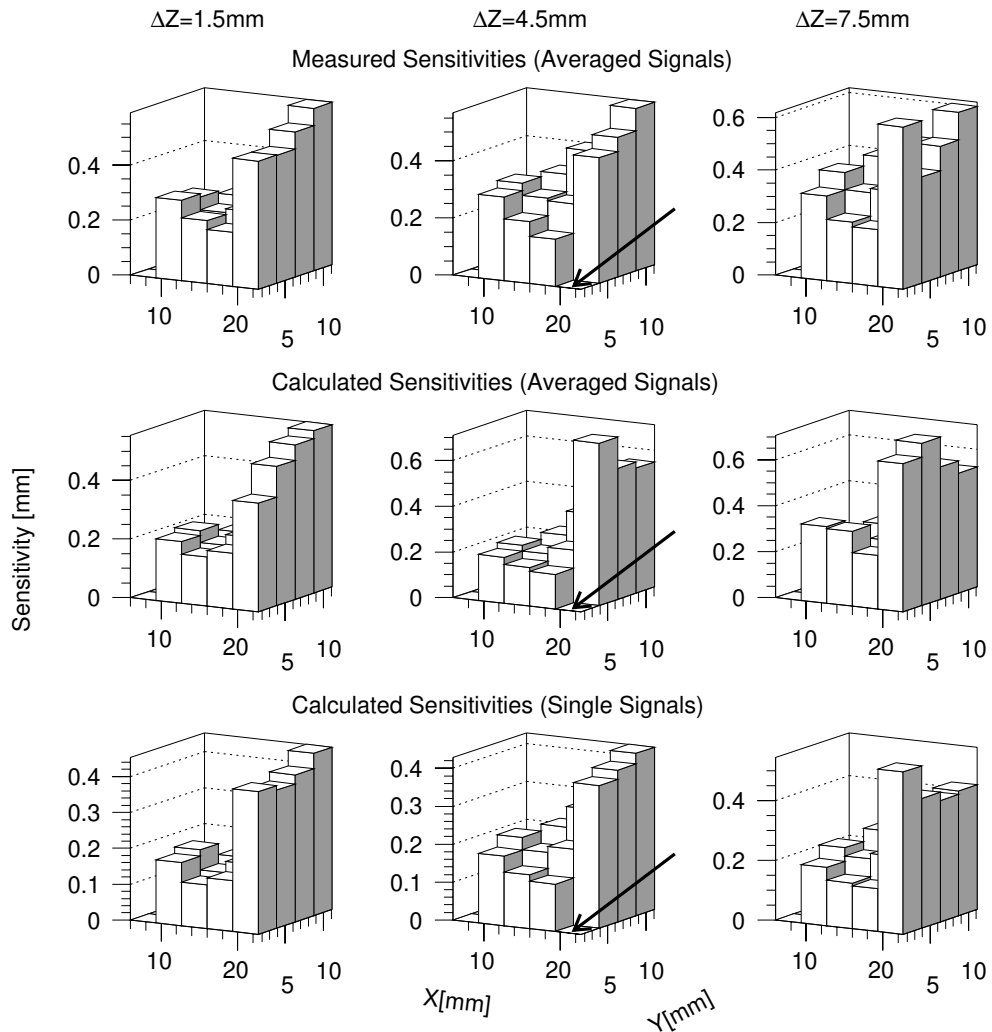 ΔZ=1.5mm ΔZ=4.5mm ΔZ=7.5mm
Measured Sensitivities (Averaged Signals)
0.4 0.2 0 10 20 5 10
0.4 0.2 0 10 20 5 10
0.6 0.4 0.2 0 10 20 5 10
Calculated Sensitivities (Averaged Signals)
Sensitivity [mm]
0.4 0.2 0 10 20 5 10
0.6 0.4 0.2 0 10 20 5 10
0.6 0.4 0.2 0 10 20 5 10
Calculated Sensitivities (Single Signals)
0.4 0.3 0.2 0.1 0 10 20 5 10
0.4 0.3 0.2 0.1 0 10 20 5 10
0.4 0.2 0 10 20 5 10
X[mm] Y[mm]